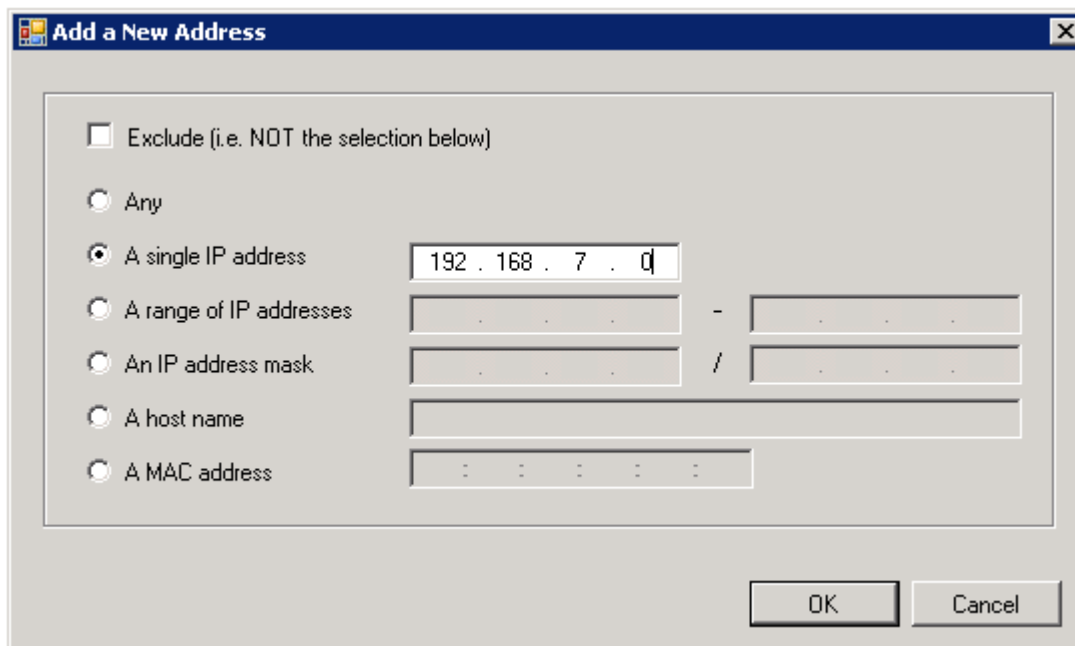 Add a New Address
Exclude (i.e. NOT the selection below)
Any
A single IP address 192 . 168 . 7 . 0
A range of IP addresses . . . - . . .
An IP address mask . . . / . . .
A host name
A MAC address : : : : :
OK Cancel